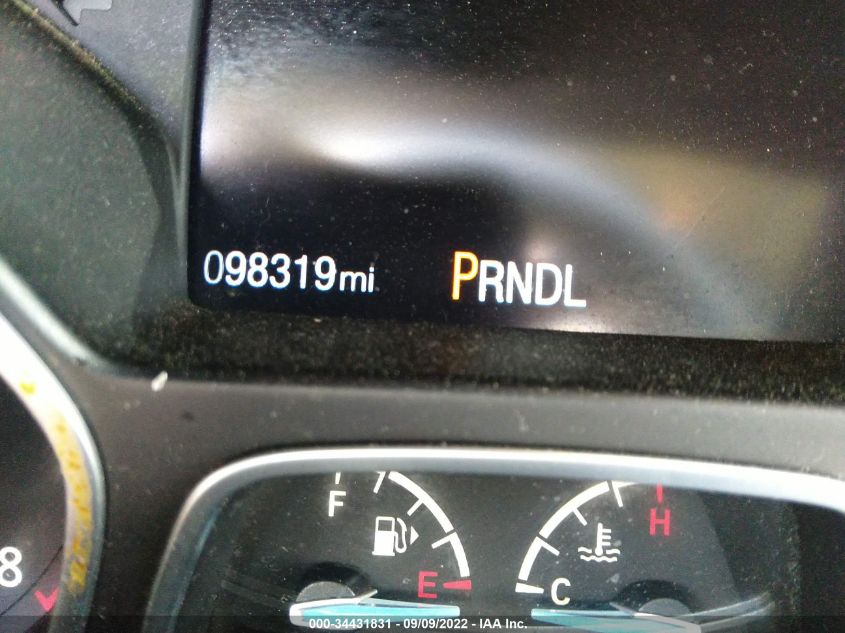 098319mi PRNDL
F H
8 E C
000-34431831 - 09/09/2022 - IAA Inc.